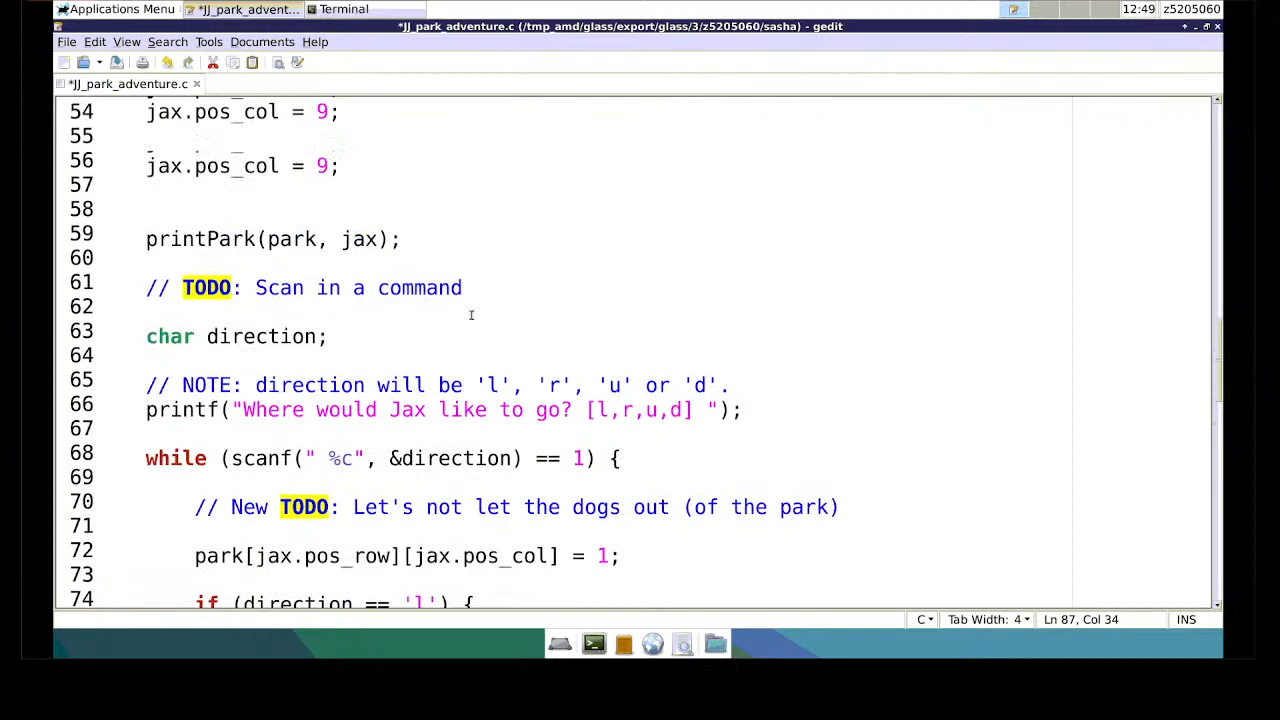 Applications Menu *JJ_park_advent... Terminal 12:49 z5205060
*JJ_park_adventure.c (/tmp_amd/glass/export/glass/3/z5205060/sasha) - gedit
File Edit View Search Tools Documents Help
*JJ_park_adventure.c
54 jax.pos_col = 9;
55
56 jax.pos_col = 9;
57
58
59 printPark(park, jax);
60
61 // TODO: Scan in a command
62
63 char direction;
64
65 // NOTE: direction will be 'l', 'r', 'u' or 'd'.
66 printf("Where would Jax like to go? [l,r,u,d] ");
67
68 while (scanf(" %c", &direction) == 1) {
69
70 // New TODO: Let's not let the dogs out (of the park)
71
72 park[jax.pos_row][jax.pos_col] = 1;
73
74 if (direction == 'l') {
C Tab Width: 4 Ln 87, Col 34 INS